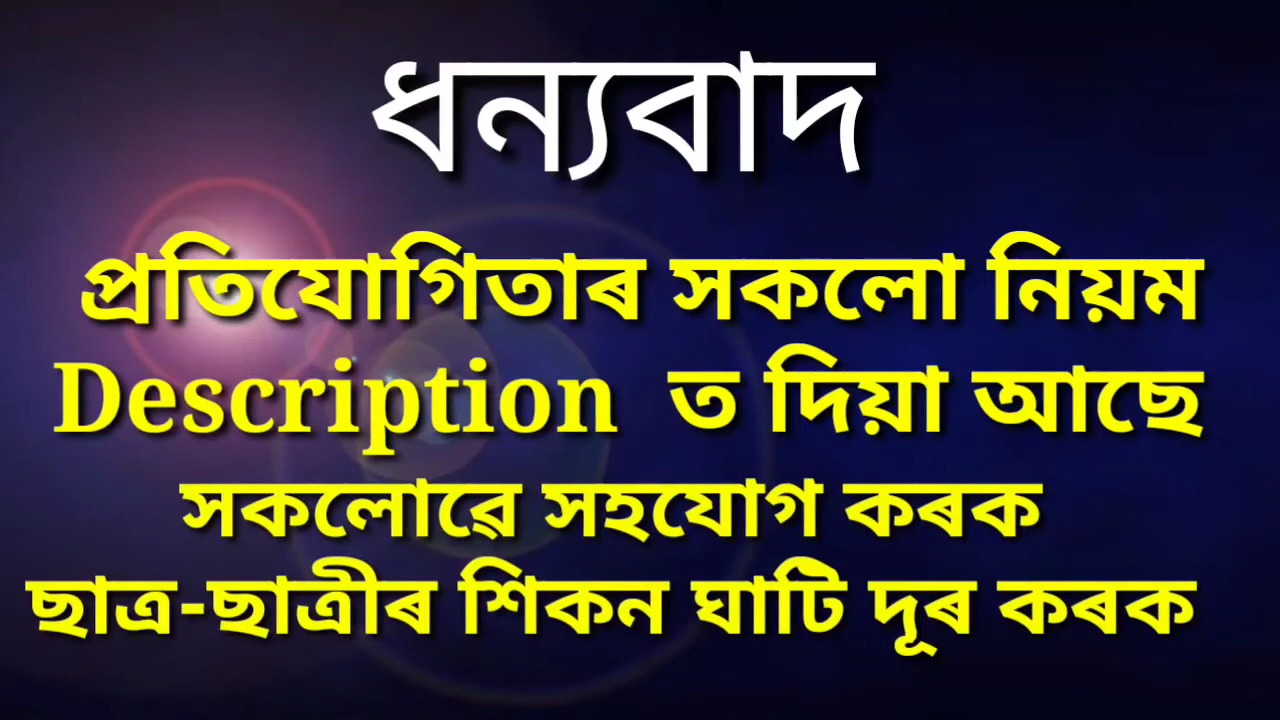 ধন্যবাদ
প্ৰতিযোগিতাৰ সকলো নিয়ম
Description ত দিয়া আছে
সকলোৱে সহযোগ কৰক
ছাত্ৰ-ছাত্ৰীৰ শিকন ঘাটি দূৰ কৰক